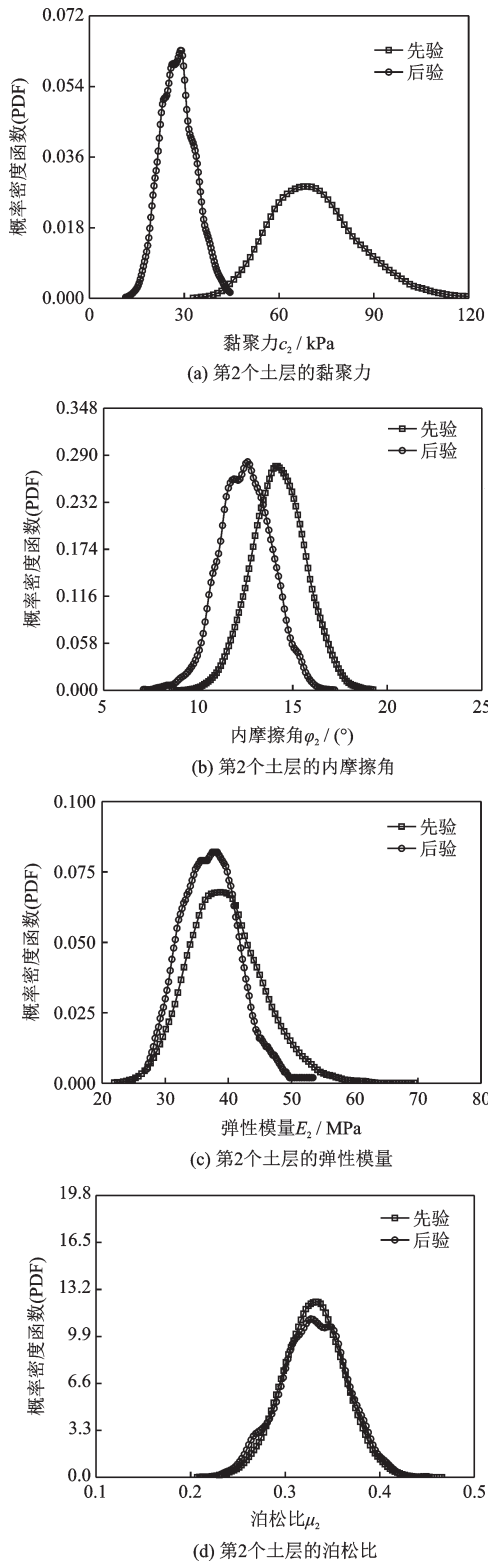 0.072
0.054
0.036
0.018
0.000
概率密度函数(PDF)
先验
后验
0 30 60 90 120
黏聚力c₂ / kPa
(a) 第2个土层的黏聚力
0.348
0.290
0.232
0.174
0.116
0.058
0.000
概率密度函数(PDF)
先验
后验
5 10 15 20 25
内摩擦角φ₂ / (°)
(b) 第2个土层的内摩擦角
0.100
0.075
0.050
0.025
0.000
概率密度函数(PDF)
先验
后验
20 30 40 50 60 70 80
弹性模量E₂ / MPa
(c) 第2个土层的弹性模量
19.8
16.5
13.2
9.9
6.6
3.3
0.0
概率密度函数(PDF)
先验
后验
0.1 0.2 0.3 0.4 0.5
泊松比μ₂
(d) 第2个土层的泊松比